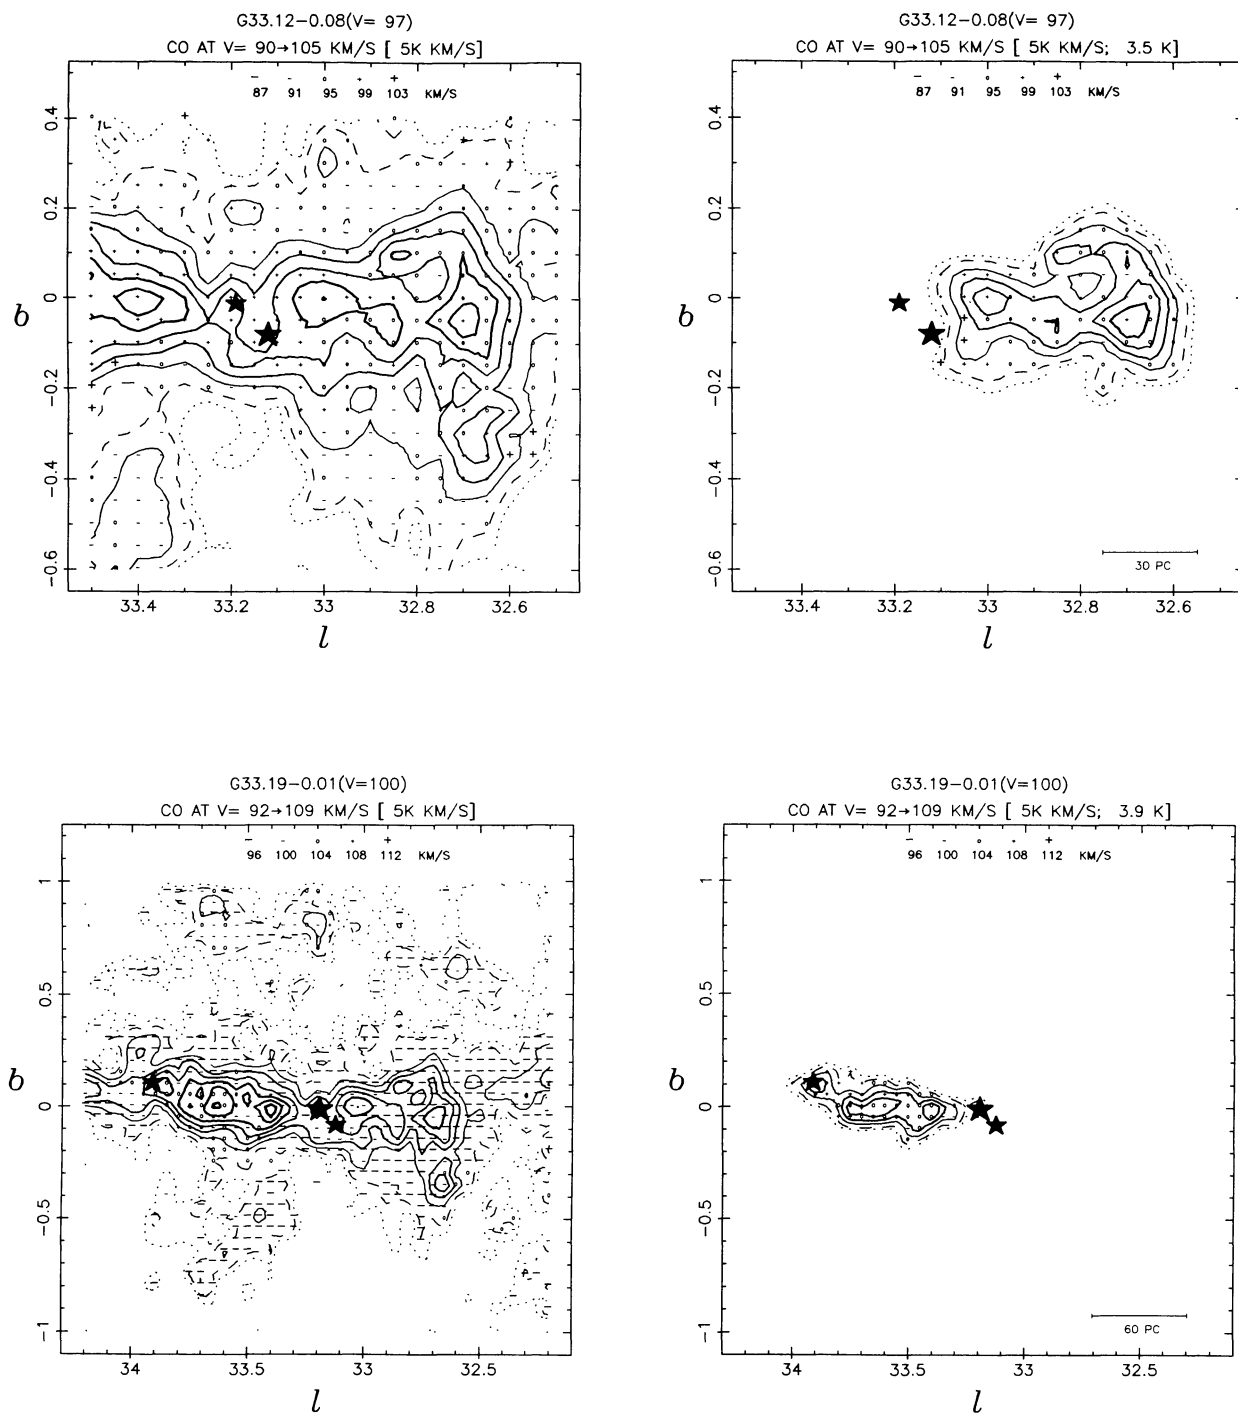 G33.12−0.08(V= 97)
CO AT V= 90→105 KM/S [ 5K KM/S]
− - o + +
87 91 95 99 103 KM/S
0.4
0.2
0
−0.2
−0.4
−0.6
b
33.4 33.2 33 32.8 32.6
l
G33.12−0.08(V= 97)
CO AT V= 90→105 KM/S [ 5K KM/S; 3.5 K]
− - o + +
87 91 95 99 103 KM/S
0.4
0.2
0
−0.2
−0.4
−0.6
b
30 PC
33.4 33.2 33 32.8 32.6
l
G33.19−0.01(V=100)
CO AT V= 92→109 KM/S [ 5K KM/S]
− - o + +
96 100 104 108 112 KM/S
1
0.5
0
−0.5
−1
b
34 33.5 33 32.5
l
G33.19−0.01(V=100)
CO AT V= 92→109 KM/S [ 5K KM/S; 3.9 K]
− - o + +
96 100 104 108 112 KM/S
1
0.5
0
−0.5
−1
b
60 PC
34 33.5 33 32.5
l